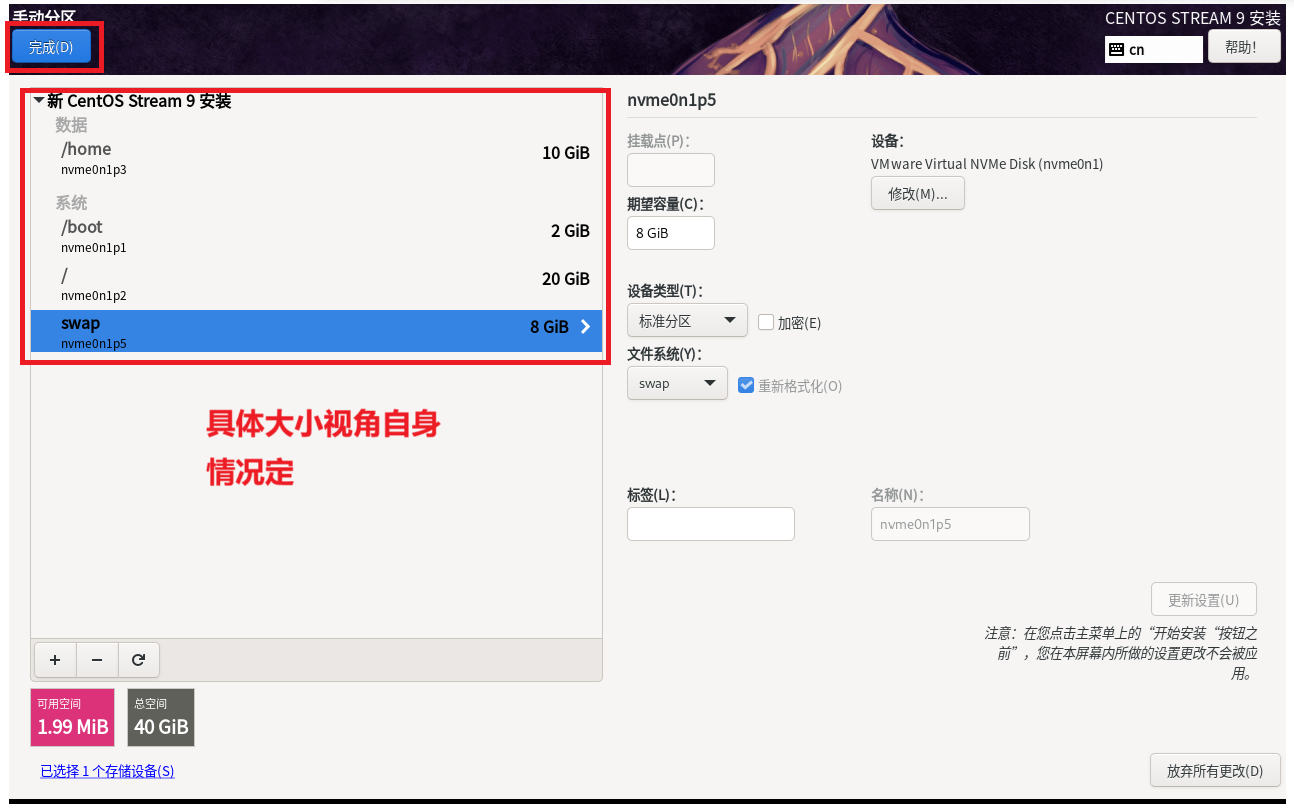 手动分区
CENTOS STREAM 9 安装
完成(D)
cn
帮助!
新 CentOS Stream 9 安装
数据
/home
10 GiB
nvme0n1p3
系统
/boot
2 GiB
nvme0n1p1
/
20 GiB
nvme0n1p2
swap
8 GiB
nvme0n1p5
具体大小视角自身
情况定
nvme0n1p5
挂载点(P):
设备:
VMware Virtual NVMe Disk (nvme0n1)
修改(M)...
期望容量(C):
8 GiB
设备类型(T):
标准分区
加密(E)
文件系统(Y):
swap
重新格式化(O)
标签(L):
名称(N):
nvme0n1p5
更新设置(U)
注意：在您点击主菜单上的“开始安装“按钮之
前”，您在本屏幕内所做的设置更改不会被应
用。
可用空间
1.99 MiB
总空间
40 GiB
已选择 1 个存储设备(S)
放弃所有更改(D)